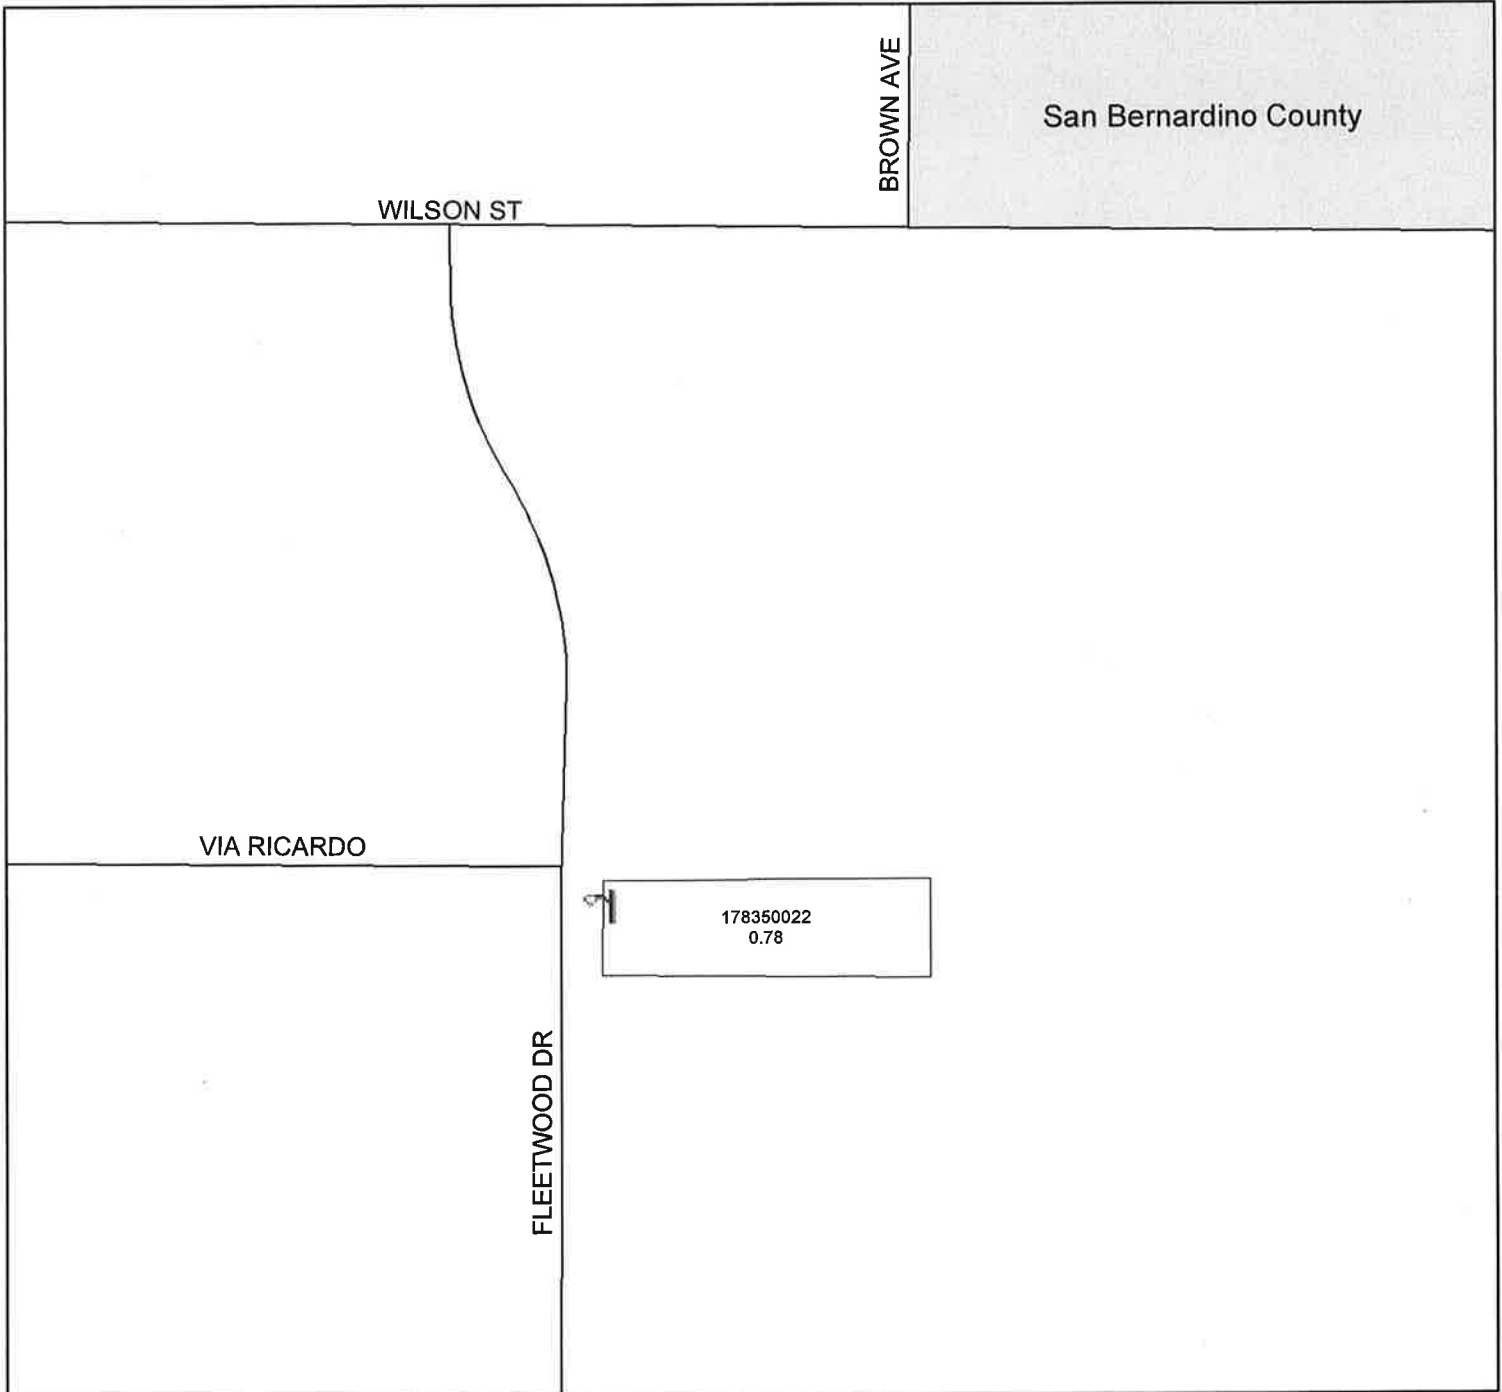 BROWN AVE
San Bernardino County
WILSON ST
VIA RICARDO
178350022
0.78
FLEETWOOD DR